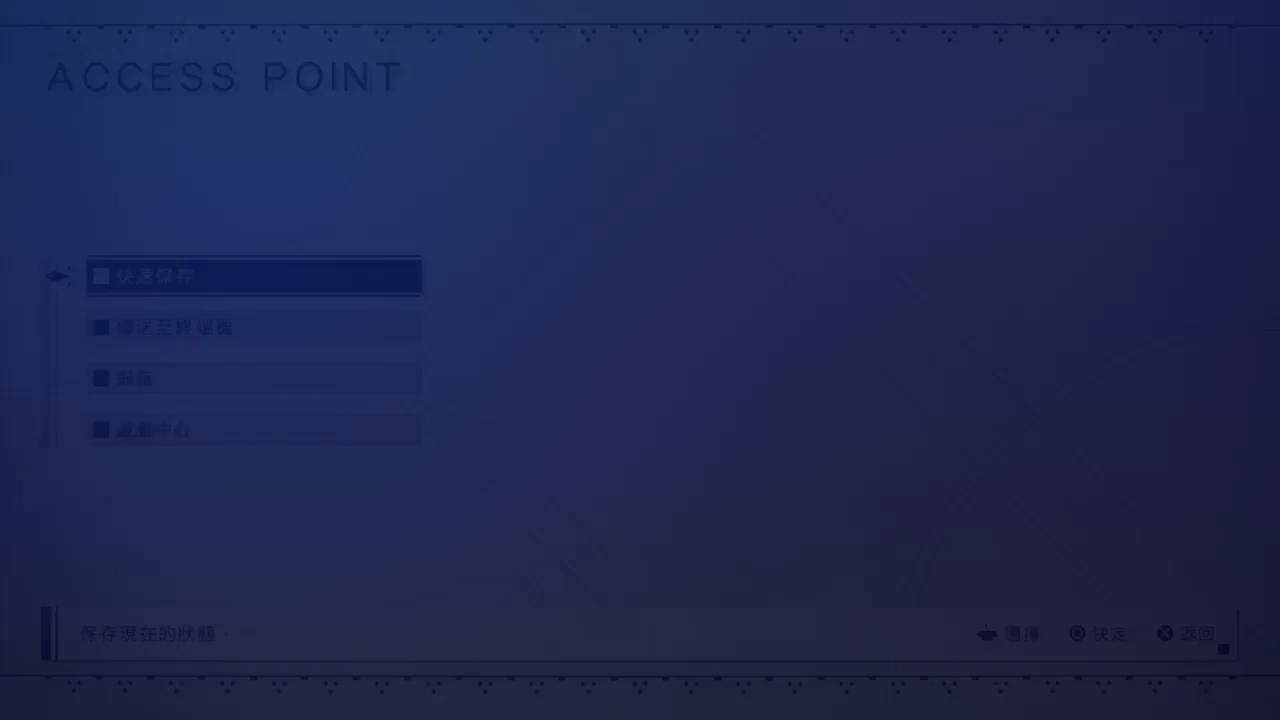 ACCESS POINT
快速保存
傳送至終端機
郵箱
遊戲中心
保存現在的狀態。
選擇 決定 返回